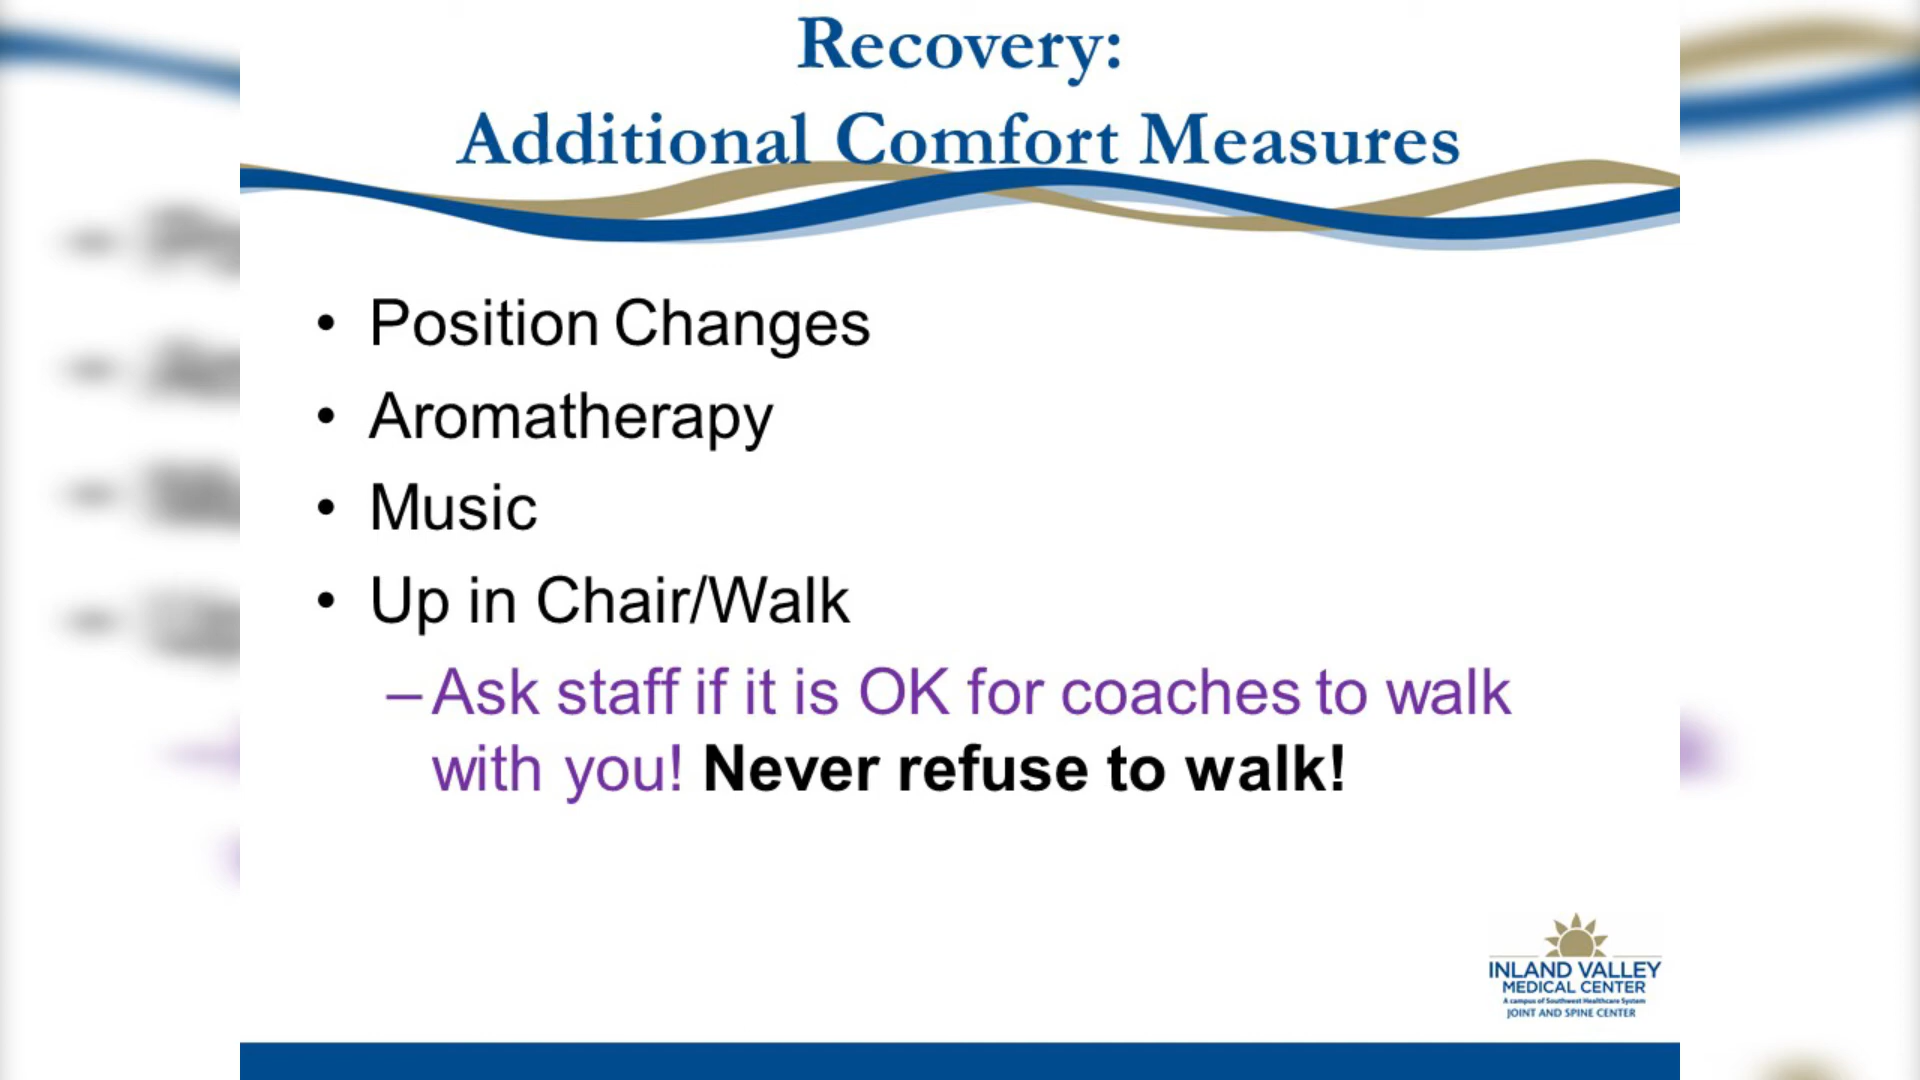 Recovery:
Additional Comfort Measures
• Position Changes
• Aromatherapy
• Music
• Up in Chair/Walk
– Ask staff if it is OK for coaches to walk
with you! Never refuse to walk!
INLAND VALLEY
MEDICAL CENTER
A campus of Southwest Healthcare System
JOINT AND SPINE CENTER